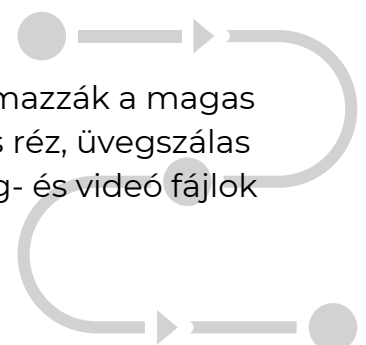 mazzák a magas
s réz, üvegszálas
g- és videó fájlok